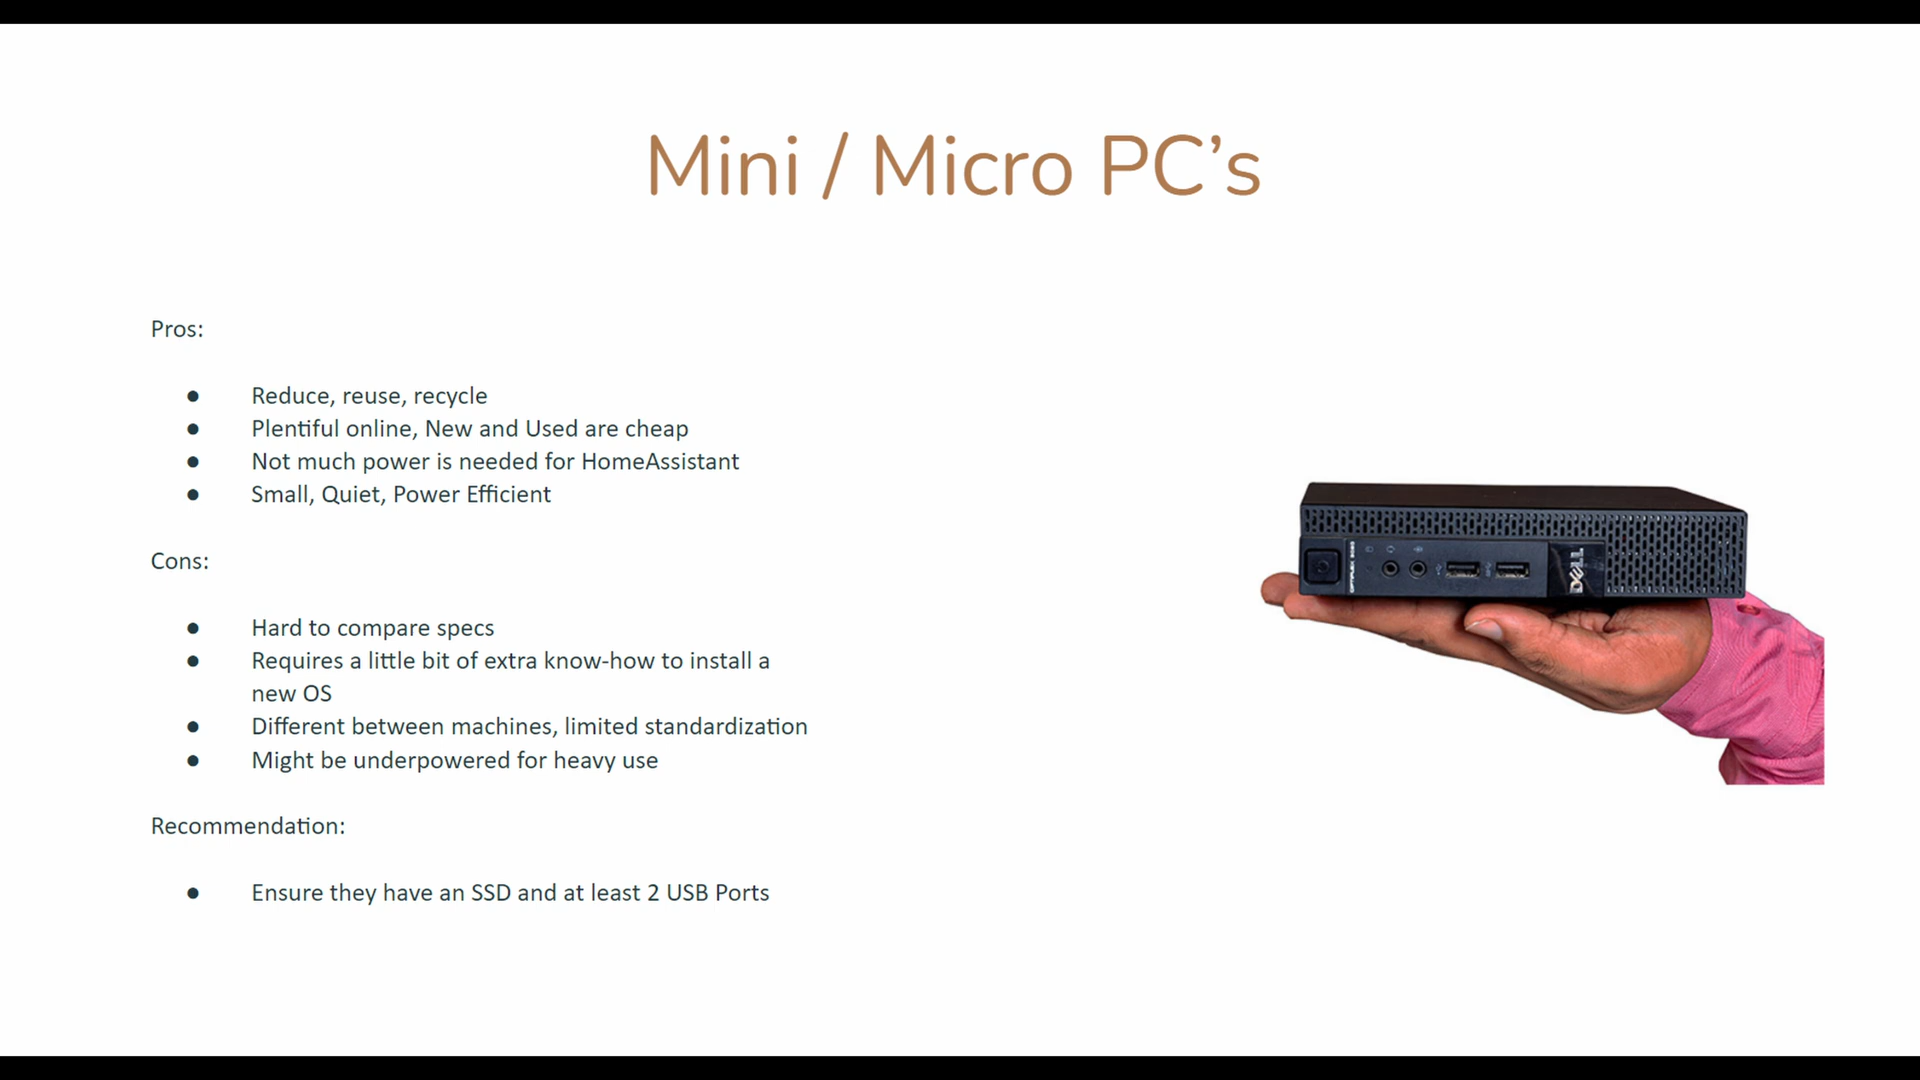 Mini / Micro PC’s
Pros:
● Reduce, reuse, recycle
● Plentiful online, New and Used are cheap
● Not much power is needed for HomeAssistant
● Small, Quiet, Power Efficient
Cons:
● Hard to compare specs
● Requires a little bit of extra know-how to install a
new OS
● Different between machines, limited standardization
● Might be underpowered for heavy use
Recommendation:
● Ensure they have an SSD and at least 2 USB Ports
DELL